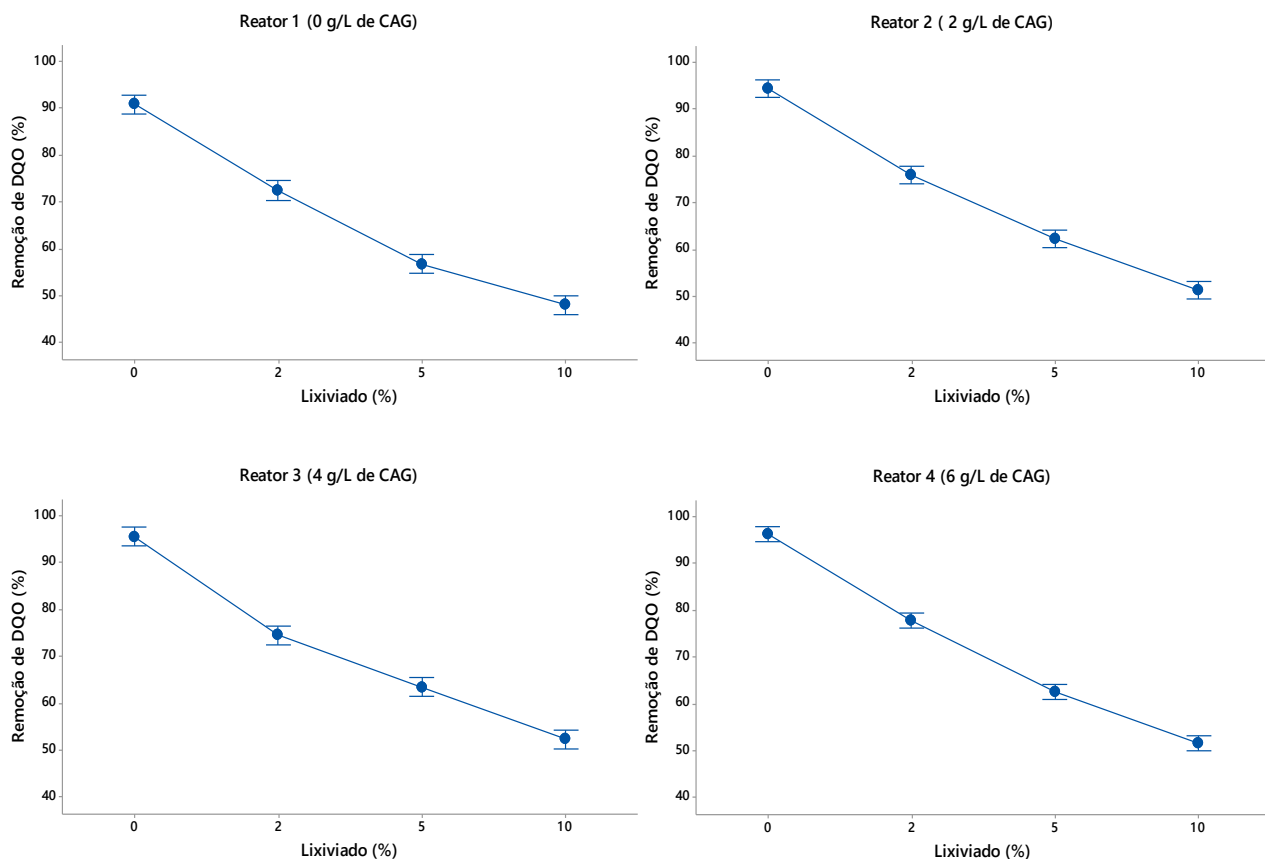 Reator 1 (0 g/L de CAG)
Remoção de DQO (%)
100
90
80
70
60
50
40
0 2 5 10
Lixiviado (%)
Reator 2 ( 2 g/L de CAG)
Remoção de DQO (%)
100
90
80
70
60
50
40
0 2 5 10
Lixiviado (%)
Reator 3 (4 g/L de CAG)
Remoção de DQO (%)
100
90
80
70
60
50
40
0 2 5 10
Lixiviado (%)
Reator 4 (6 g/L de CAG)
Remoção de DQO (%)
100
90
80
70
60
50
40
0 2 5 10
Lixiviado (%)